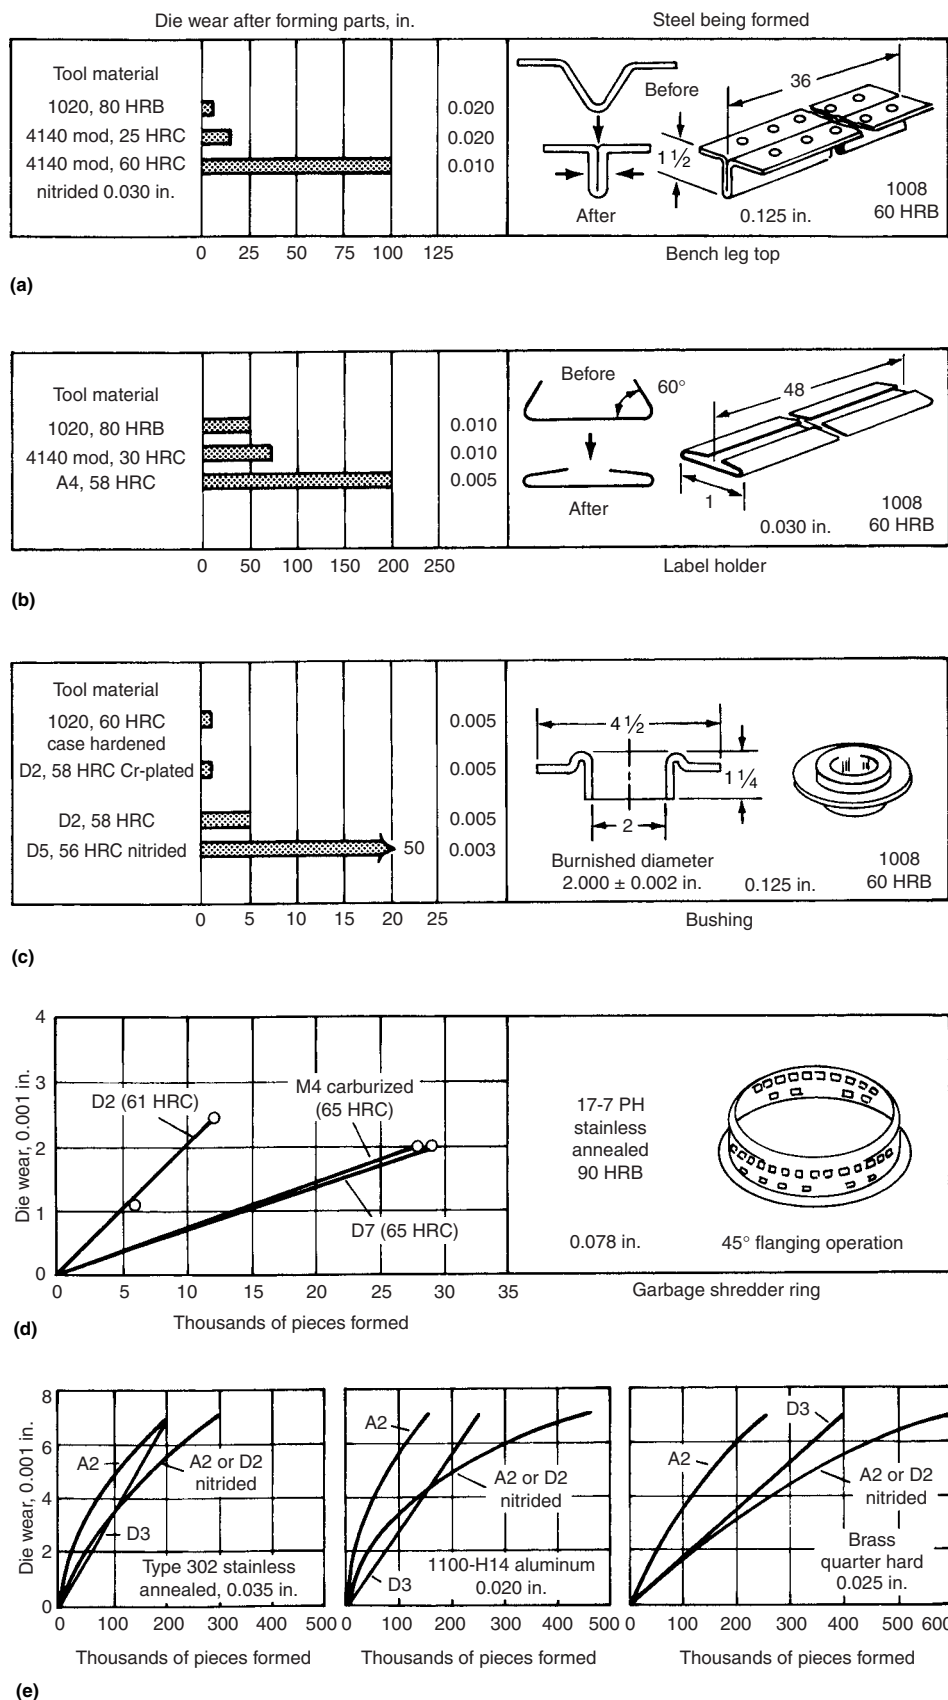 Die wear after forming parts, in.
Steel being formed
Tool material
1020, 80 HRB
0.020
4140 mod, 25 HRC
0.020
4140 mod, 60 HRC
0.010
nitrided 0.030 in.
0 25 50 75 100 125
Before
After
36
1 1/2
0.125 in.
1008
60 HRB
Bench leg top
(a)
Tool material
1020, 80 HRB
0.010
4140 mod, 30 HRC
0.010
A4, 58 HRC
0.005
0 50 100 150 200 250
Before
60°
After
48
1
0.030 in.
1008
60 HRB
Label holder
(b)
Tool material
1020, 60 HRC
case hardened
0.005
D2, 58 HRC Cr-plated
0.005
D2, 58 HRC
0.005
D5, 56 HRC nitrided
50
0.003
0 5 10 15 20 25
4 1/2
1 1/4
2
Burnished diameter
2.000 ± 0.002 in.
0.125 in.
1008
60 HRB
Bushing
(c)
Die wear, 0.001 in.
4
3
2
1
0
D2 (61 HRC)
M4 carburized
(65 HRC)
D7 (65 HRC)
0 5 10 15 20 25 30 35
Thousands of pieces formed
17-7 PH
stainless
annealed
90 HRB
0.078 in.
45° flanging operation
Garbage shredder ring
(d)
Die wear, 0.001 in.
8
6
4
2
0
A2
A2 or D2
nitrided
D3
Type 302 stainless
annealed, 0.035 in.
0 100 200 300 400 500
Thousands of pieces formed
A2
A2 or D2
nitrided
D3
1100-H14 aluminum
0.020 in.
0 100 200 300 400 500
Thousands of pieces formed
D3
A2
A2 or D2
nitrided
Brass
quarter hard
0.025 in.
0 100 200 300 400 500 600
Thousands of pieces formed
(e)